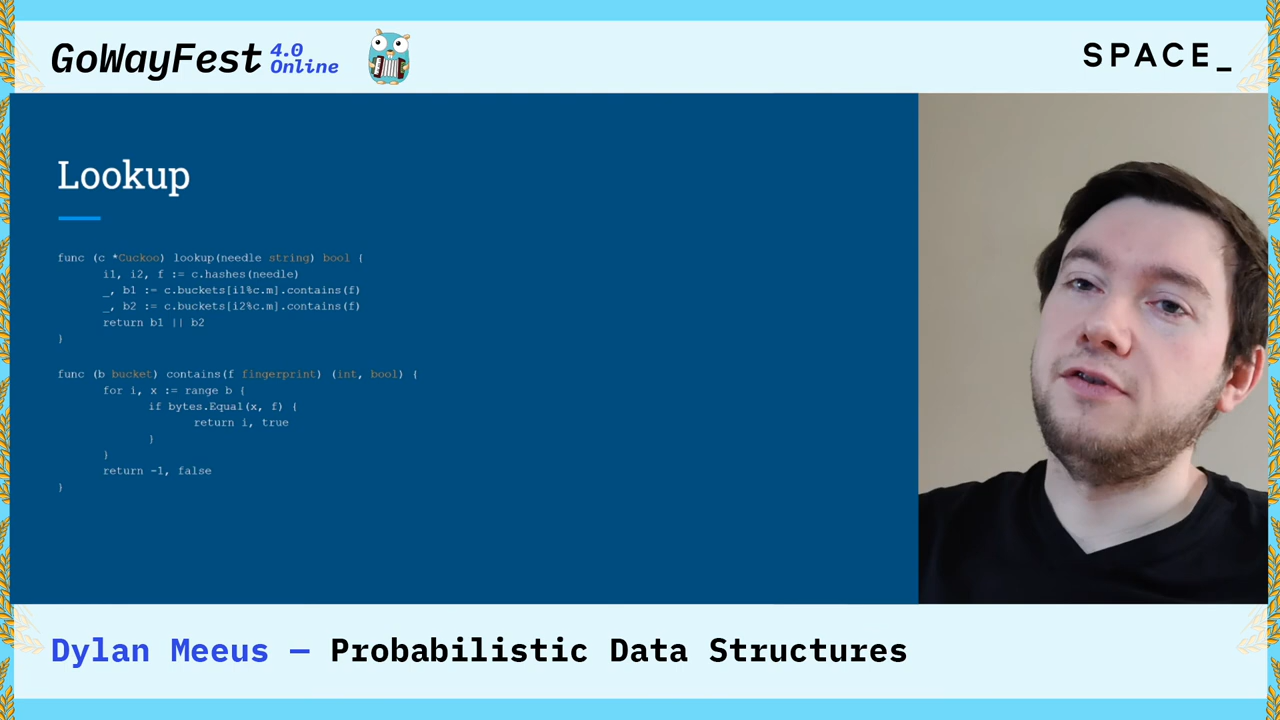 GoWayFest 4.0 Online
SPACE_
Lookup
func (c *Cuckoo) lookup(needle string) bool {
i1, i2, f := c.hashes(needle)
_, b1 := c.buckets[i1%c.m].contains(f)
_, b2 := c.buckets[i2%c.m].contains(f)
return b1 || b2
}
func (b bucket) contains(f fingerprint) (int, bool) {
for i, x := range b {
if bytes.Equal(x, f) {
return i, true
}
}
return -1, false
}
Dylan Meeus — Probabilistic Data Structures